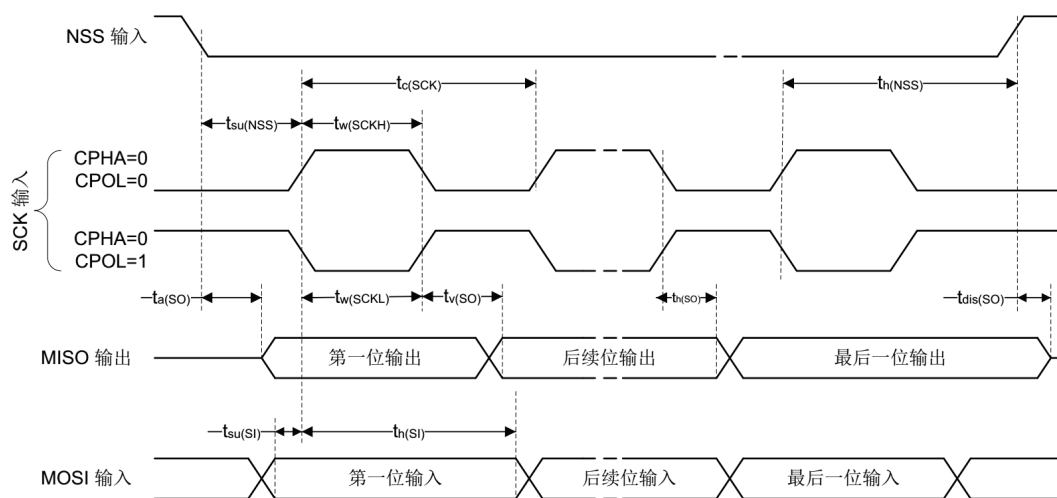 NSS 输入
tc(SCK)
th(NSS)
tsu(NSS)
tw(SCKH)
SCK 输入
CPHA=0
CPOL=0
CPHA=0
CPOL=1
ta(SO)
tw(SCKL)
tv(SO)
th(SO)
tdis(SO)
MISO 输出
第一位输出
后续位输出
最后一位输出
tsu(SI)
th(SI)
MOSI 输入
第一位输入
后续位输入
最后一位输入